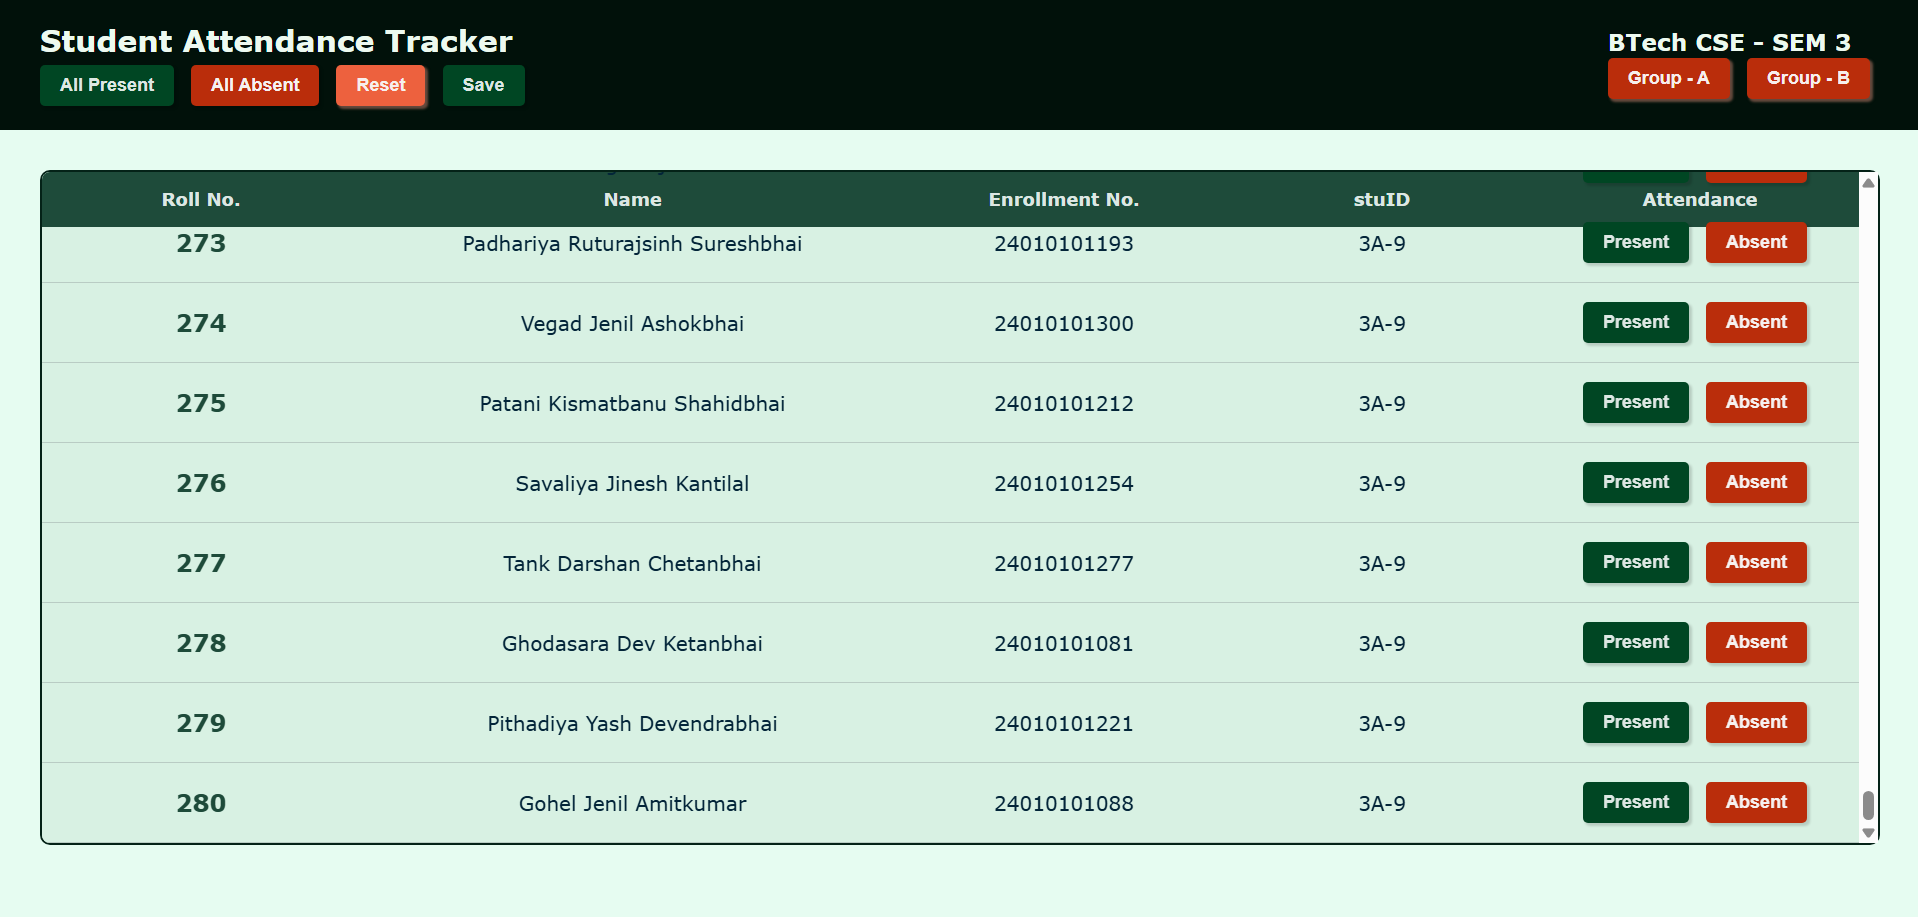 Student Attendance Tracker
BTech CSE - SEM 3
All Present All Absent Reset Save
Group - A Group - B
Roll No. Name Enrollment No. stuID Attendance
273 Padhariya Ruturajsinh Sureshbhai 24010101193 3A-9 Present Absent
274 Vegad Jenil Ashokbhai 24010101300 3A-9 Present Absent
275 Patani Kismatbanu Shahidbhai 24010101212 3A-9 Present Absent
276 Savaliya Jinesh Kantilal 24010101254 3A-9 Present Absent
277 Tank Darshan Chetanbhai 24010101277 3A-9 Present Absent
278 Ghodasara Dev Ketanbhai 24010101081 3A-9 Present Absent
279 Pithadiya Yash Devendrabhai 24010101221 3A-9 Present Absent
280 Gohel Jenil Amitkumar 24010101088 3A-9 Present Absent